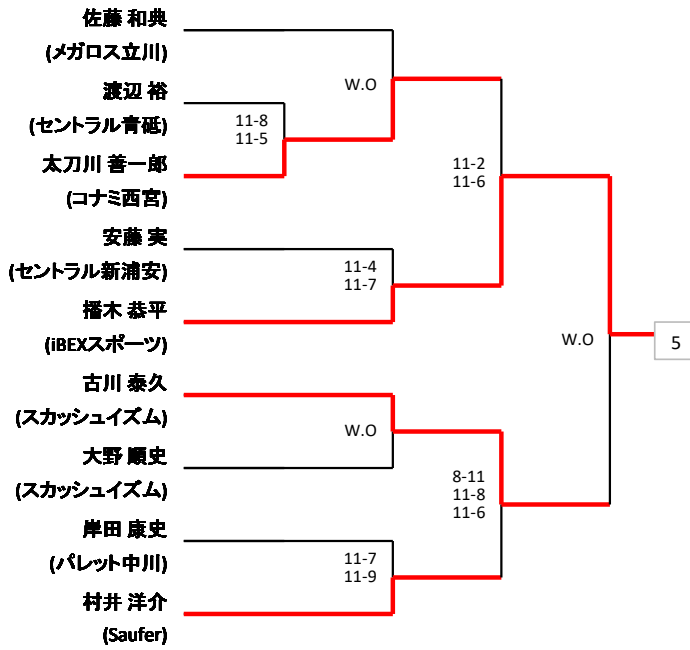 佐藤 和典
(メガロス立川)
渡辺 裕
(セントラル青砥)
太刀川 善一郎
(コナミ西宮)
安藤 実
(セントラル新浦安)
播木 恭平
(iBEXスポーツ)
古川 泰久
(スカッシュイズム)
大野 順史
(スカッシュイズム)
岸田 康史
(パレット中川)
村井 洋介
(Saufer)
11-8
11-5
W.O
11-4
11-7
W.O
11-7
11-9
11-2
11-6
8-11
11-8
11-6
W.O
5